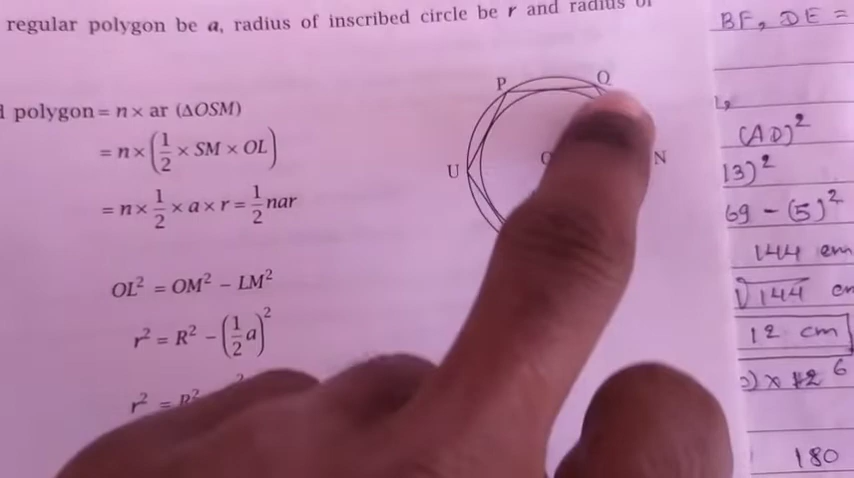 regular polygon be a, radius of inscribed circle be r and radius of
polygon = n × ar (ΔOSM)
= n × (1/2 × SM × OL)
= n × 1/2 × a × r = 1/2 nar
OL² = OM² − LM²
r² = R² − (1/2 a)²
r² = R²
P
Q
U
N
BF, DE =
(AD)²
13)²
69 − (5)²
144 cm
√144
12 cm
180